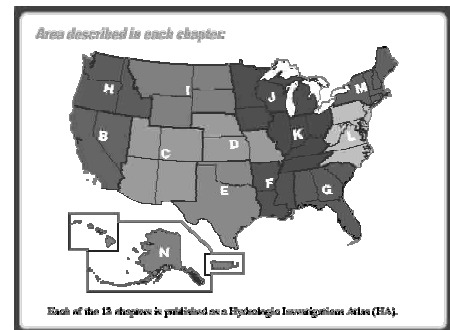 Area described in each chapter:
H
I
J
M
B
C
D
K
L
E
F
G
N
Each of the 13 chapters is published as a Hydrologic Investigations Atlas (HA).